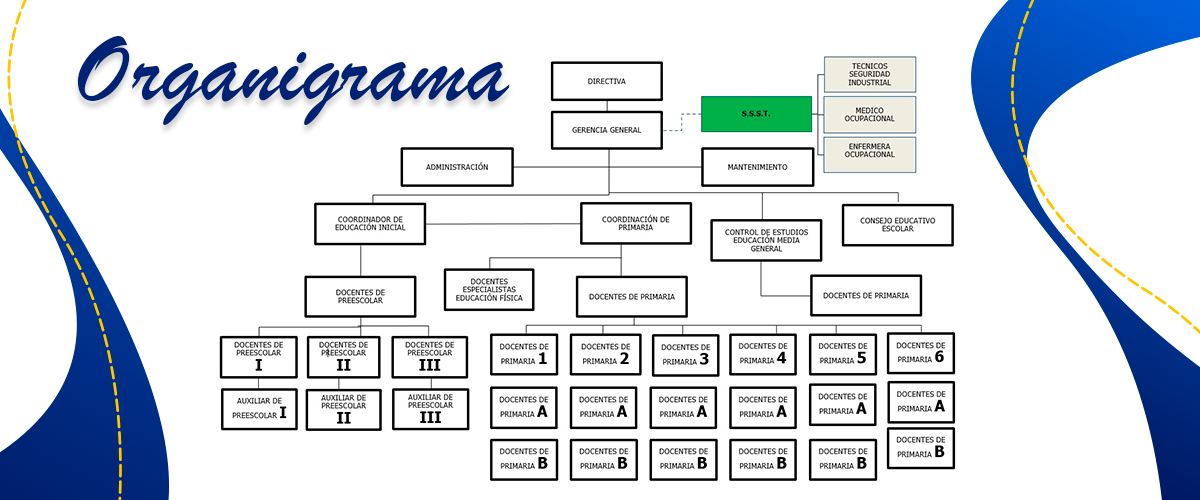 Organigrama
DIRECTIVA
TECNICOS
SEGURIDAD
INDUSTRIAL
S.S.S.T.
MEDICO
OCUPACIONAL
GERENCIA GENERAL
ENFERMERA
OCUPACIONAL
ADMINISTRACIÓN
MANTENIMIENTO
COORDINADOR DE
EDUCACIÓN INICIAL
COORDINACIÓN DE
PRIMARIA
CONTROL DE ESTUDIOS
EDUCACIÓN MEDIA
GENERAL
CONSEJO EDUCATIVO
ESCOLAR
DOCENTES DE
PREESCOLAR
DOCENTES
ESPECIALISTAS
EDUCACIÓN FÍSICA
DOCENTES DE PRIMARIA
DOCENTES DE PRIMARIA
DOCENTES DE
PREESCOLAR
I
DOCENTES DE
PREESCOLAR
II
DOCENTES DE
PREESCOLAR
III
DOCENTES DE
PRIMARIA 1
DOCENTES DE
PRIMARIA 2
DOCENTES DE
PRIMARIA 3
DOCENTES DE
PRIMARIA 4
DOCENTES DE
PRIMARIA 5
DOCENTES DE
PRIMARIA 6
AUXILIAR DE
PREESCOLAR I
AUXILIAR DE
PREESCOLAR
II
AUXILIAR DE
PREESCOLAR
III
DOCENTES DE
PRIMARIA A
DOCENTES DE
PRIMARIA A
DOCENTES DE
PRIMARIA A
DOCENTES DE
PRIMARIA A
DOCENTES DE
PRIMARIA A
DOCENTES DE
PRIMARIA A
DOCENTES DE
PRIMARIA B
DOCENTES DE
PRIMARIA B
DOCENTES DE
PRIMARIA B
DOCENTES DE
PRIMARIA B
DOCENTES DE
PRIMARIA B
DOCENTES DE
PRIMARIA B